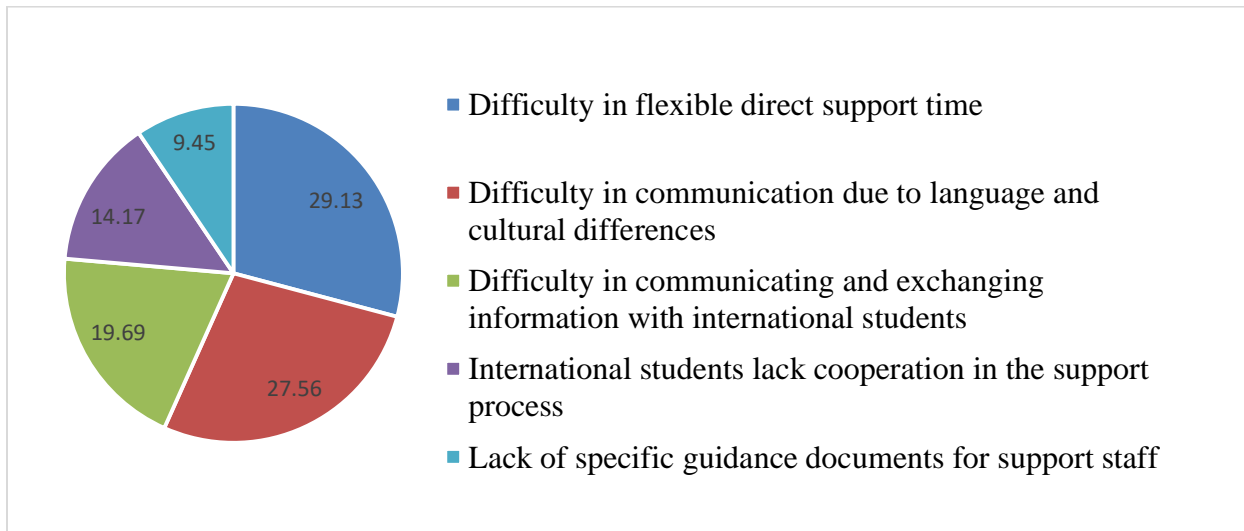 9.45
29.13
14.17
19.69
27.56
Difficulty in flexible direct support time
Difficulty in communication due to language and
cultural differences
Difficulty in communicating and exchanging
information with international students
International students lack cooperation in the support
process
Lack of specific guidance documents for support staff